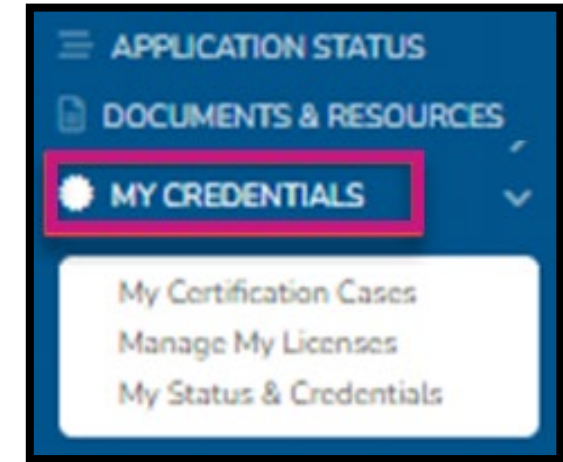 APPLICATION STATUS
DOCUMENTS & RESOURCES
MY CREDENTIALS
My Certification Cases
Manage My Licenses
My Status & Credentials